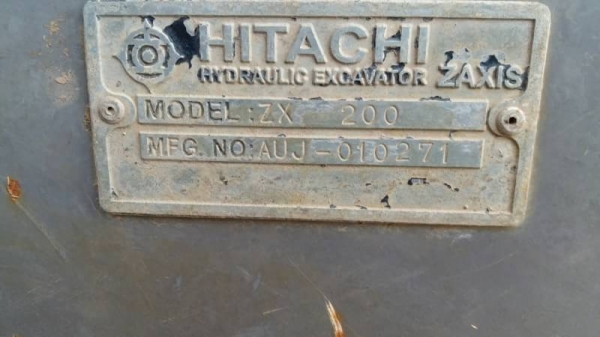 HITACHI
HYDRAULIC EXCAVATOR ZAXIS
MODEL:ZX 200
MFG. NO:AUJ-010271